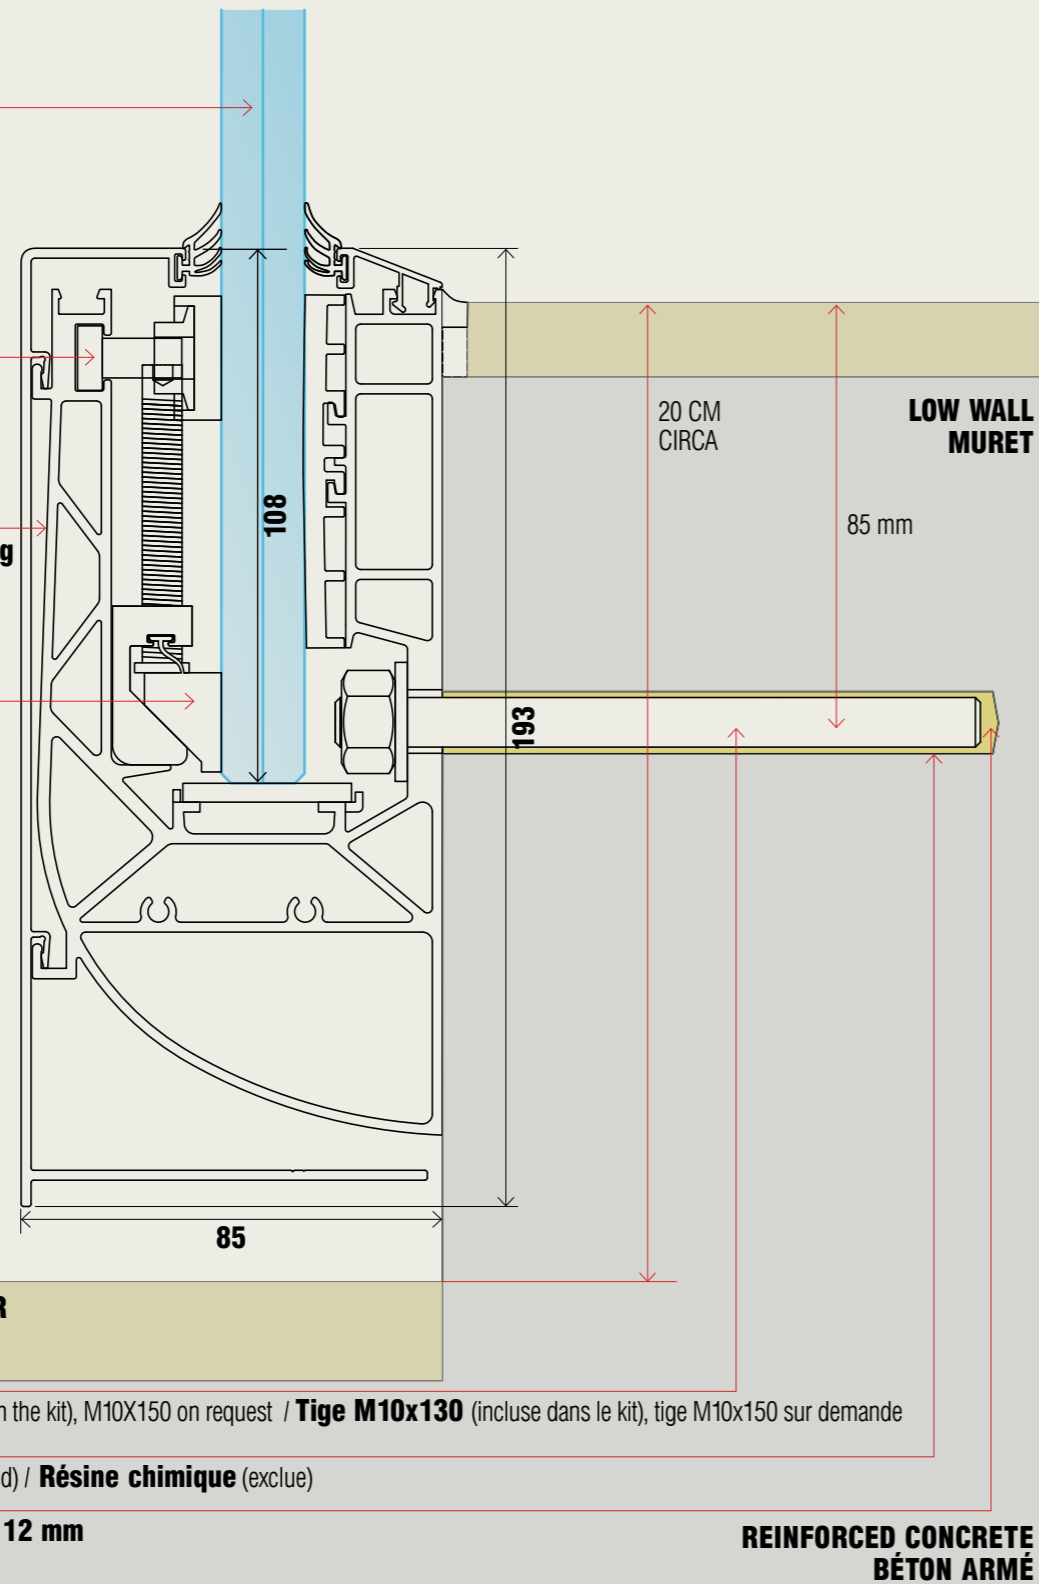 20 CM
CIRCA
LOW WALL
MURET
108
85 mm
g
193
85
R
n the kit), M10X150 on request / Tige M10x130 (incluse dans le kit), tige M10x150 sur demande
d) / Résine chimique (exclue)
12 mm
REINFORCED CONCRETE
BÉTON ARMÉ